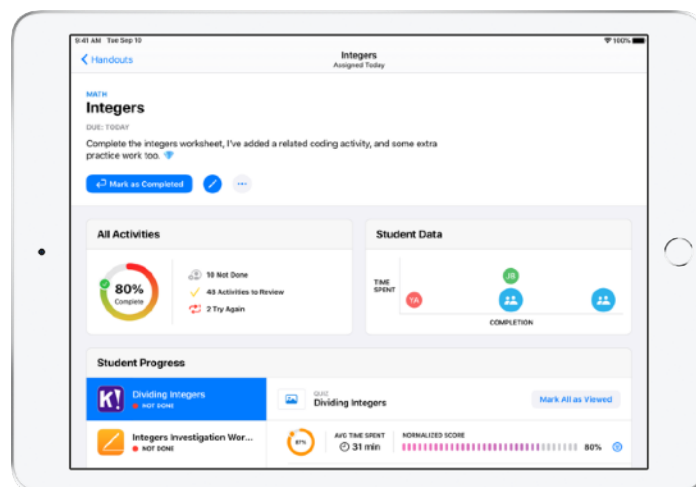 9:41 AM Tue Sep 10
100%
Handouts
Integers
Assigned Today
MATH
Integers
DUE: TODAY
Complete the integers worksheet, I've added a related coding activity, and some extra
practice work too.
Mark as Completed
All Activities
80%
Complete
10 Not Done
48 Activities to Review
2 Try Again
Student Data
TIME
SPENT
YA
JB
COMPLETION
Student Progress
K!
Dividing Integers
NOT DONE
QUIZ
Dividing Integers
Mark All as Viewed
Integers Investigation Wor...
NOT DONE
87%
AVG TIME SPENT
31 min
NORMALIZED SCORE
80%